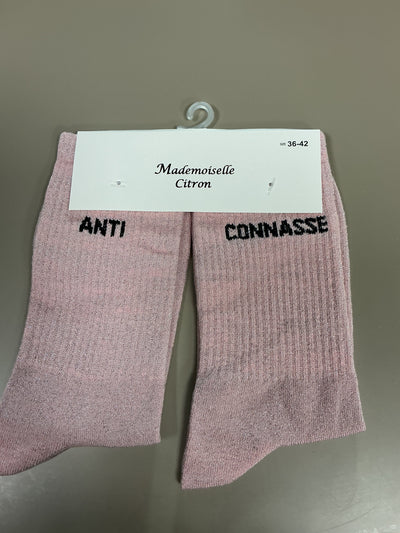 36-42
Mademoiselle
Citron
ANTI
CONNASSE